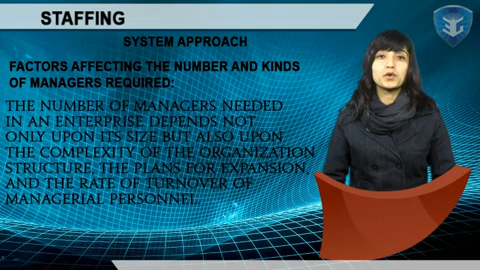 STAFFING
SYSTEM APPROACH
FACTORS AFFECTING THE NUMBER AND KINDS
OF MANAGERS REQUIRED:
THE NUMBER OF MANAGERS NEEDED
IN AN ENTERPRISE DEPENDS NOT
ONLY UPON ITS SIZE BUT ALSO UPON
THE COMPLEXITY OF THE ORGANIZATION
STRUCTURE, THE PLANS FOR EXPANSION,
AND THE RATE OF TURNOVER OF
MANAGERIAL PERSONNEL.